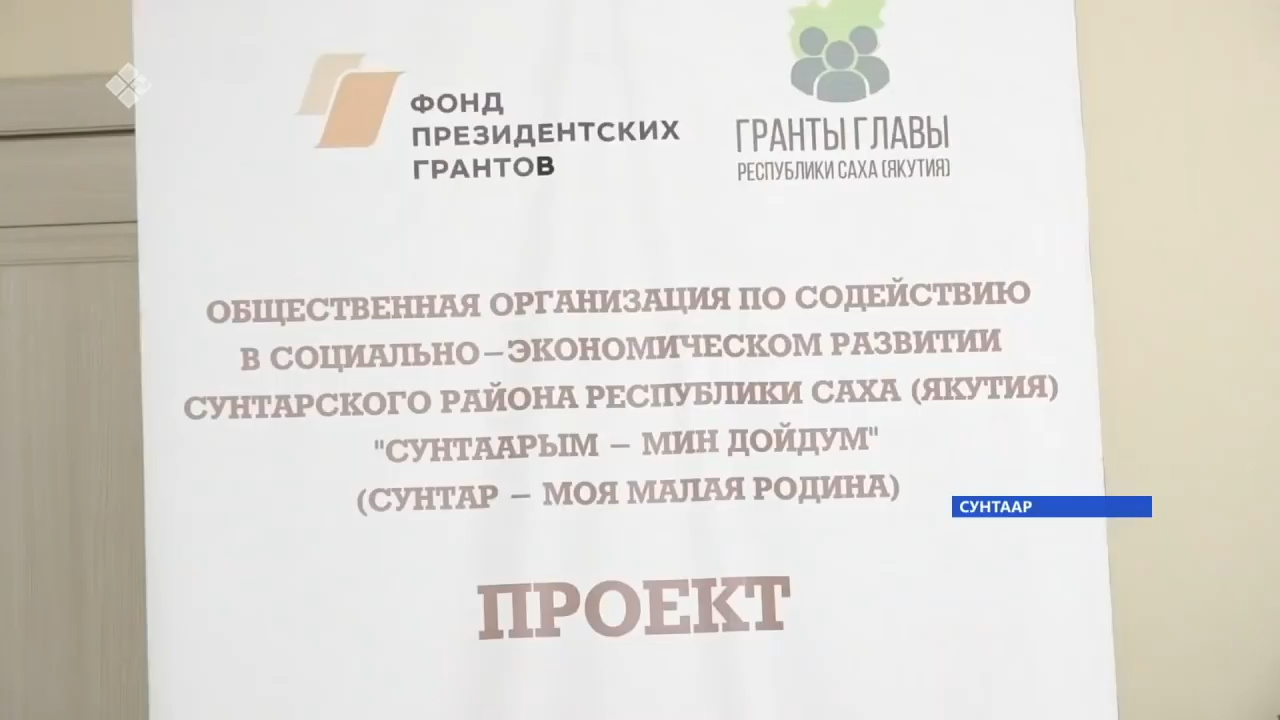 ФОНД
ПРЕЗИДЕНТСКИХ
ГРАНТОВ
ГРАНТЫ ГЛАВЫ
РЕСПУБЛИКИ САХА (ЯКУТИЯ)
ОБЩЕСТВЕННАЯ ОРГАНИЗАЦИЯ ПО СОДЕЙСТВИЮ
В СОЦИАЛЬНО – ЭКОНОМИЧЕСКОМ РАЗВИТИИ
СУНТАРСКОГО РАЙОНА РЕСПУБЛИКИ САХА (ЯКУТИЯ)
"СУНТААРЫМ – МИН ДОЙДУМ"
(СУНТАР – МОЯ МАЛАЯ РОДИНА)
СУНТААР
ПРОЕКТ